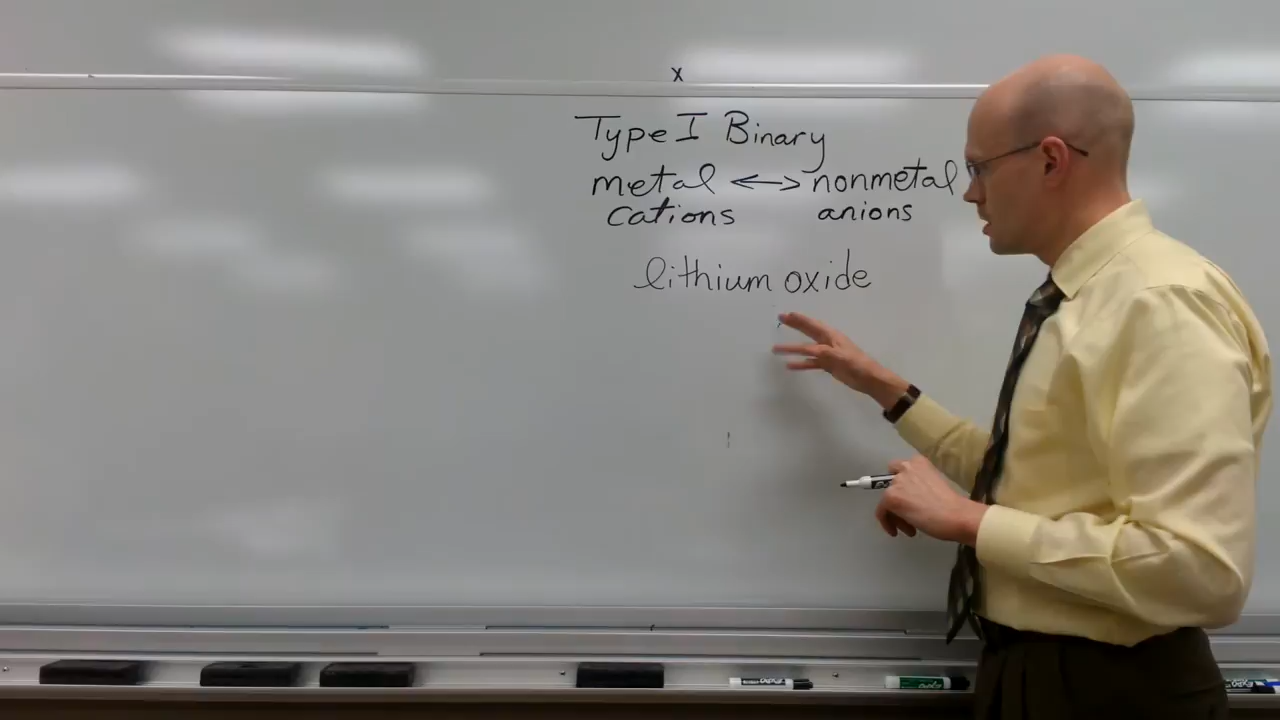 x
Type I Binary
metal <-> nonmetal
cations anions
lithium oxide